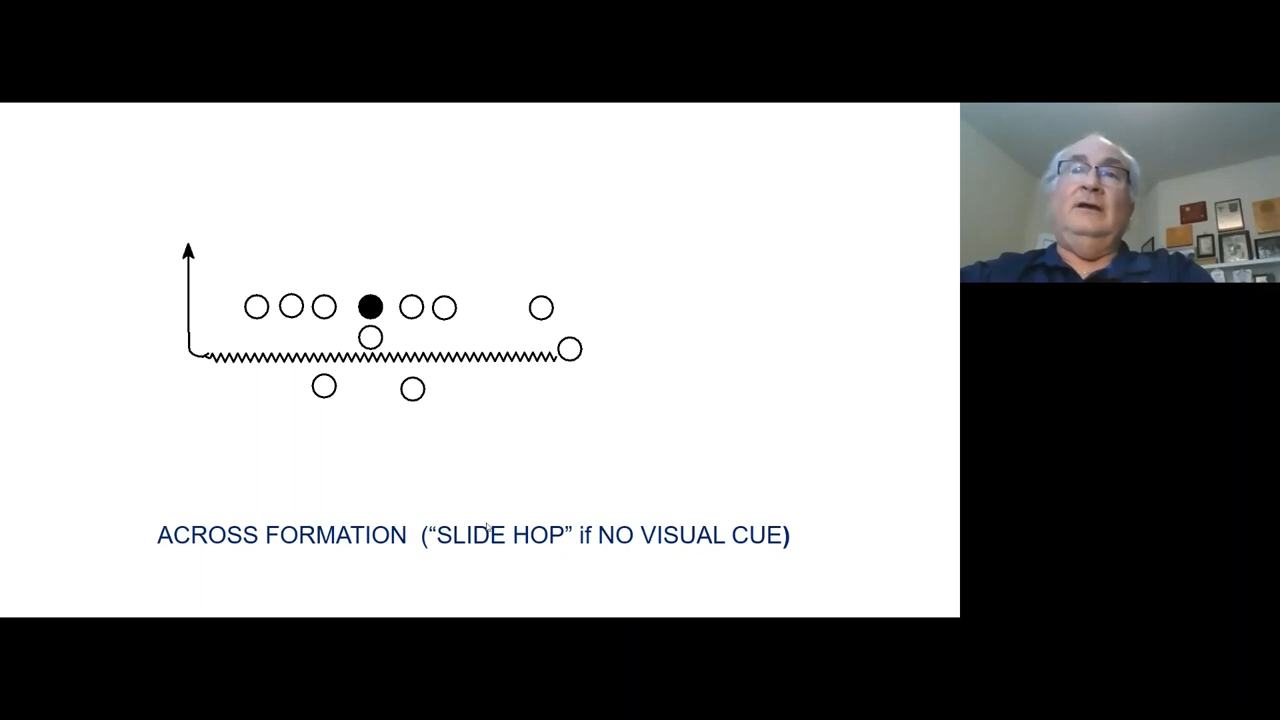 ACROSS FORMATION (“SLIDE HOP” if NO VISUAL CUE)